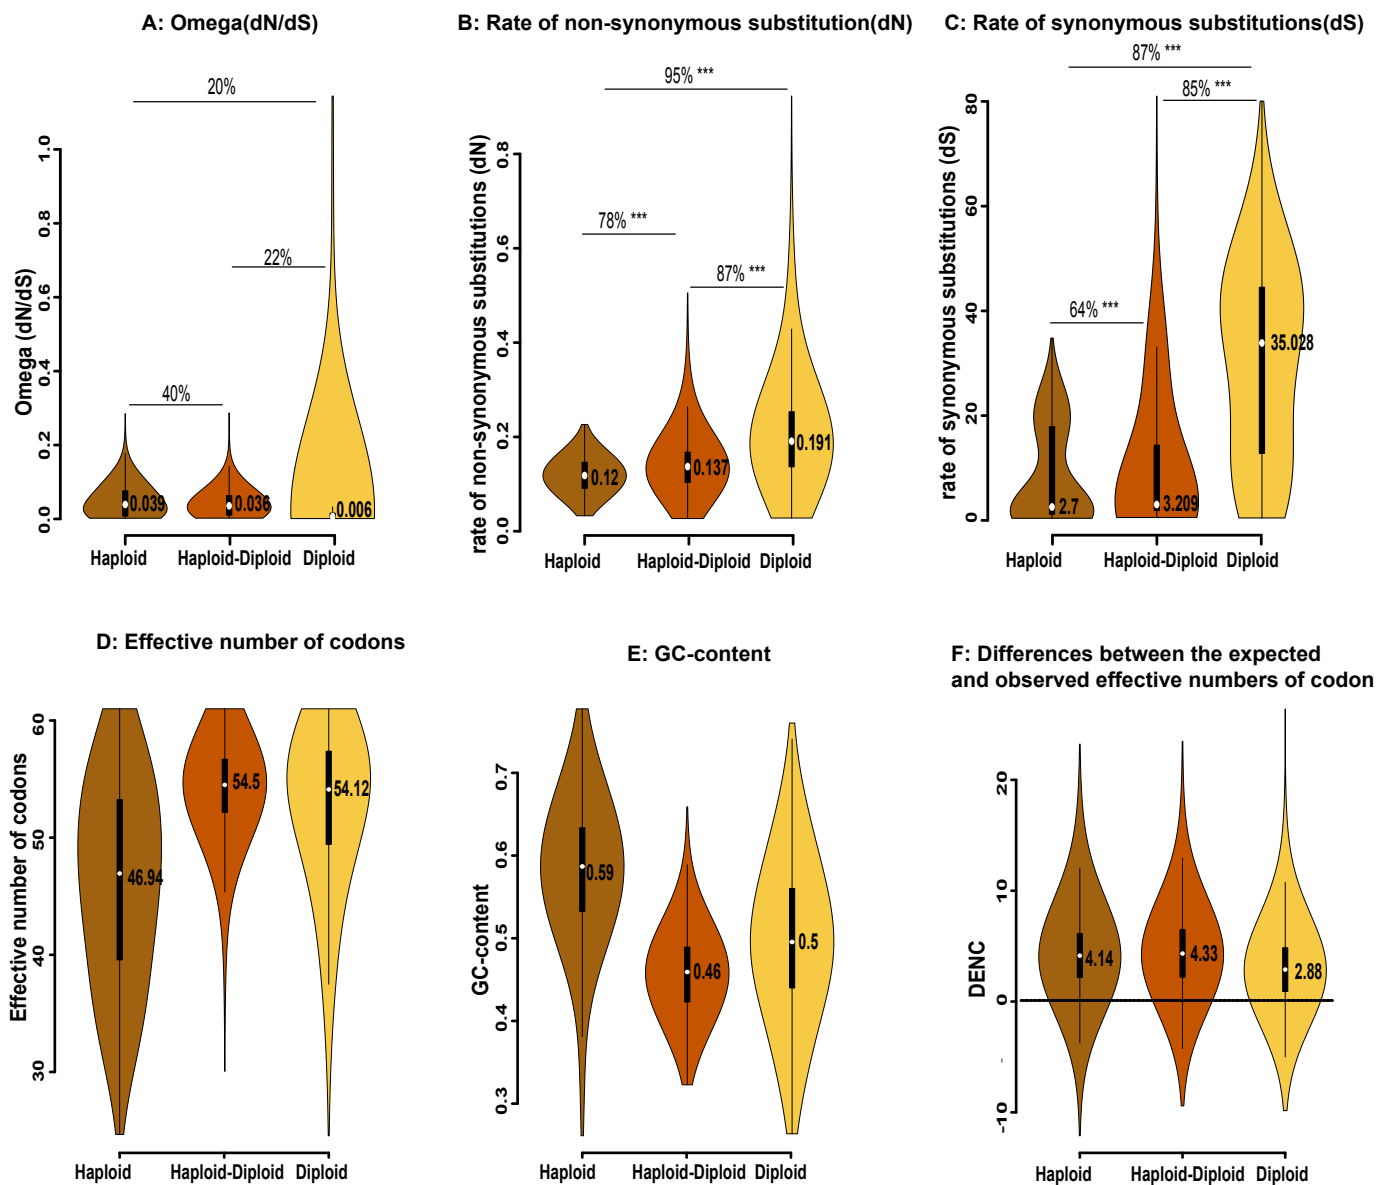 A: Omega(dN/dS)
20%
22%
40%
Omega (dN/dS)
1.0
0.8
0.6
0.4
0.2
0.0
0.039
0.036
0.006
Haploid
Haploid-Diploid
Diploid
B: Rate of non-synonymous substitution(dN)
95% ***
78% ***
87% ***
rate of non-synonymous substitutions (dN)
0.8
0.6
0.4
0.2
0.0
0.12
0.137
0.191
Haploid
Haploid-Diploid
Diploid
C: Rate of synonymous substitutions(dS)
87% ***
85% ***
64% ***
rate of synonymous substitutions (dS)
80
60
40
20
0
2.7
3.209
35.028
Haploid
Haploid-Diploid
Diploid
D: Effective number of codons
Effective number of codons
60
50
40
30
46.94
54.5
54.12
Haploid
Haploid-Diploid
Diploid
E: GC-content
GC-content
0.7
0.6
0.5
0.4
0.3
0.59
0.46
0.5
Haploid
Haploid-Diploid
Diploid
F: Differences between the expected
and observed effective numbers of codon
DENC
20
10
0
-10
4.14
4.33
2.88
Haploid
Haploid-Diploid
Diploid